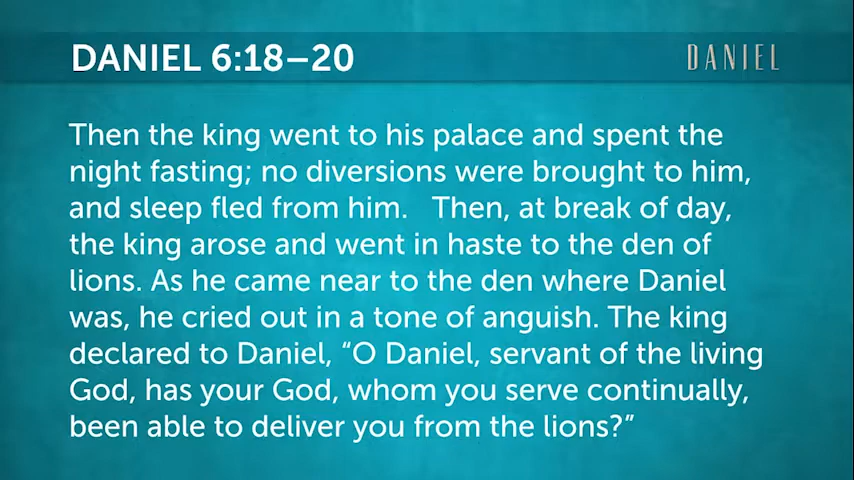 DANIEL 6:18–20
DANIEL
Then the king went to his palace and spent the
night fasting; no diversions were brought to him,
and sleep fled from him.   Then, at break of day,
the king arose and went in haste to the den of
lions. As he came near to the den where Daniel
was, he cried out in a tone of anguish. The king
declared to Daniel, “O Daniel, servant of the living
God, has your God, whom you serve continually,
been able to deliver you from the lions?”